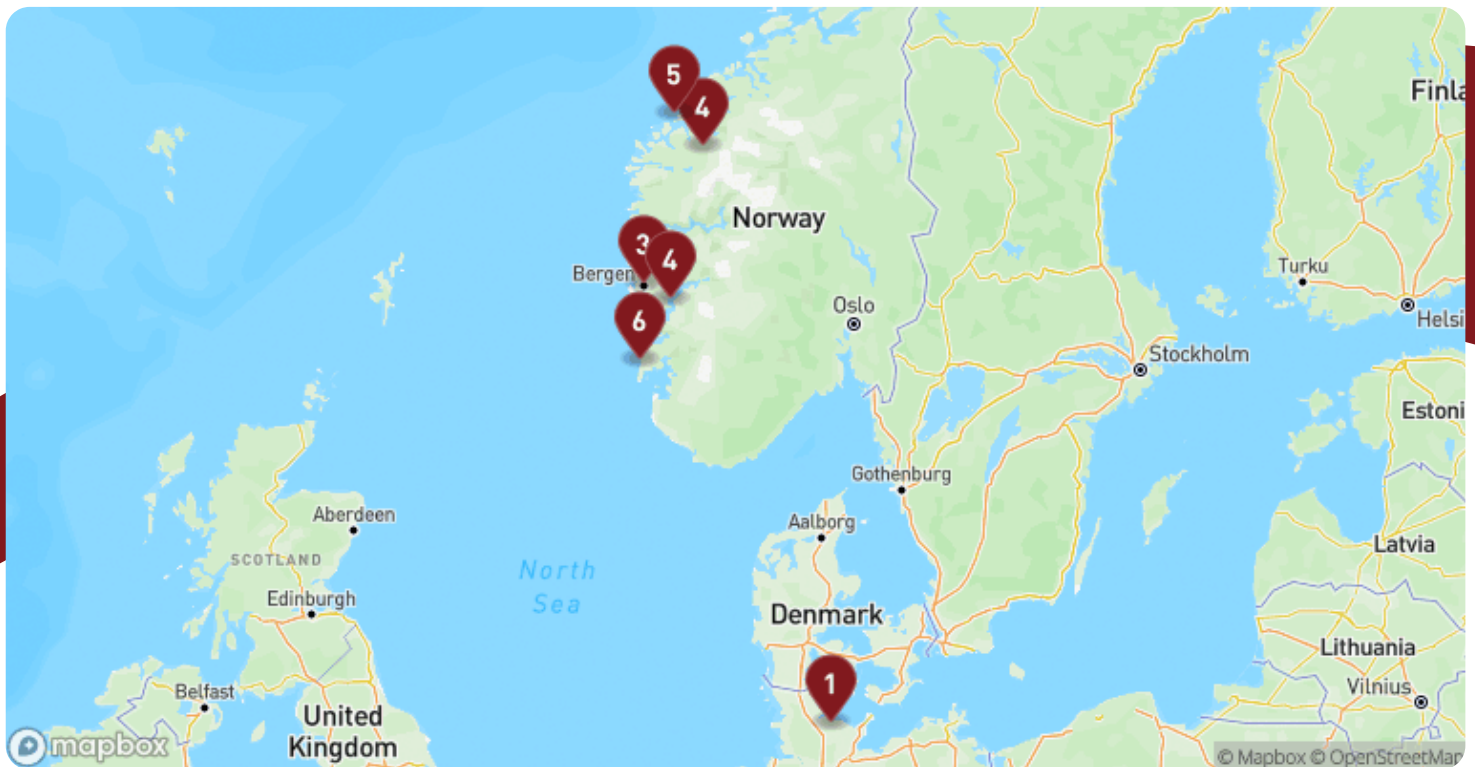 5
4
Finla
Norway
3
4
Bergen
Turku
Helsi
6
Oslo
Stockholm
Estoni
Gothenburg
Aberdeen
Aalborg
SCOTLAND
Latvia
North
Sea
Edinburgh
Denmark
Lithuania
1
Vilnius
Belfast
United
Kingdom
mapbox
© Mapbox © OpenStreetMap